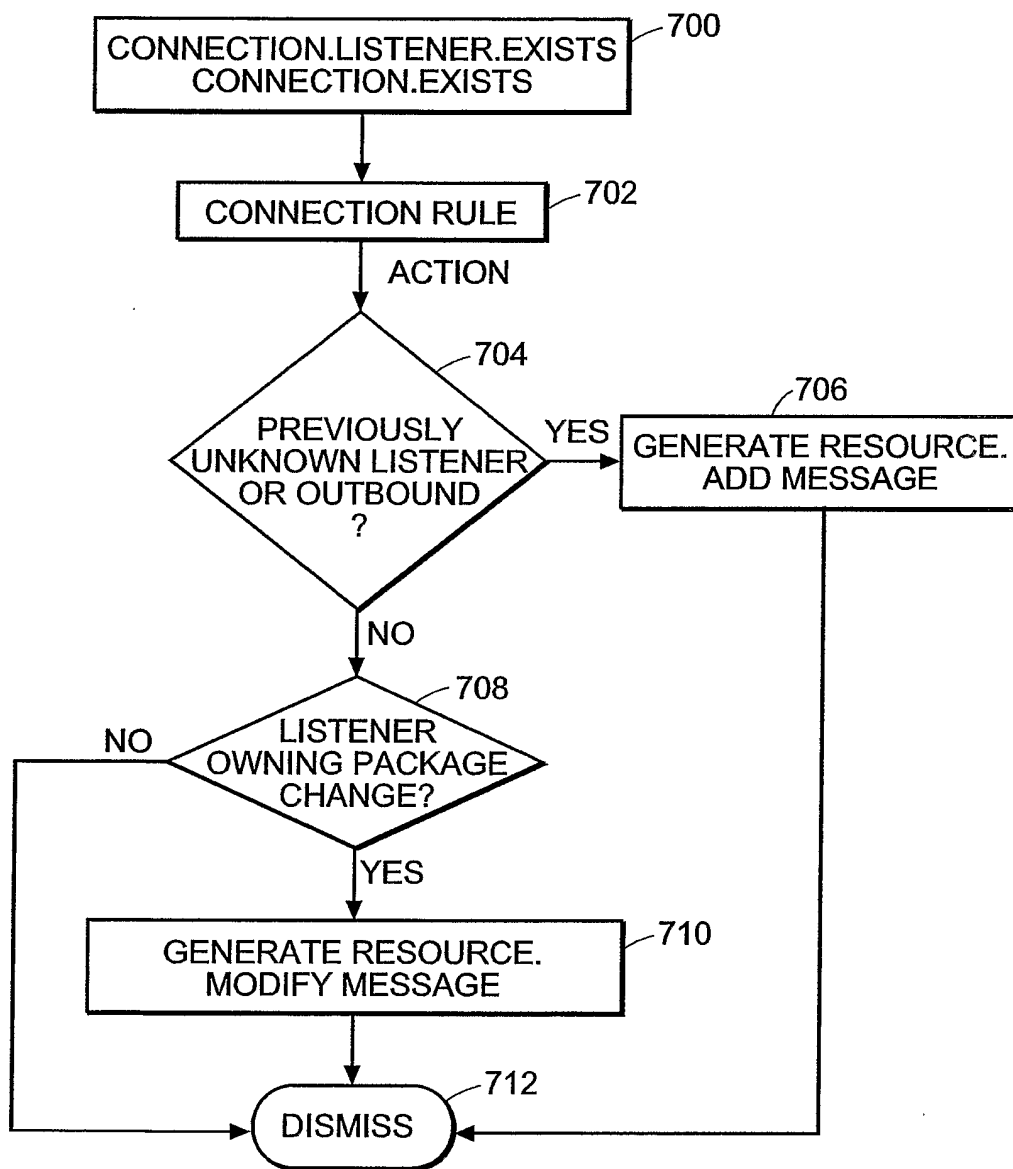 CONNECTION.LISTENER.EXISTS
CONNECTION.EXISTS
700
CONNECTION RULE
702
ACTION
704
PREVIOUSLY
UNKNOWN LISTENER
OR OUTBOUND
?
YES
706
GENERATE RESOURCE.
ADD MESSAGE
NO
708
LISTENER
OWNING PACKAGE
CHANGE?
NO
YES
GENERATE RESOURCE.
MODIFY MESSAGE
710
DISMISS
712